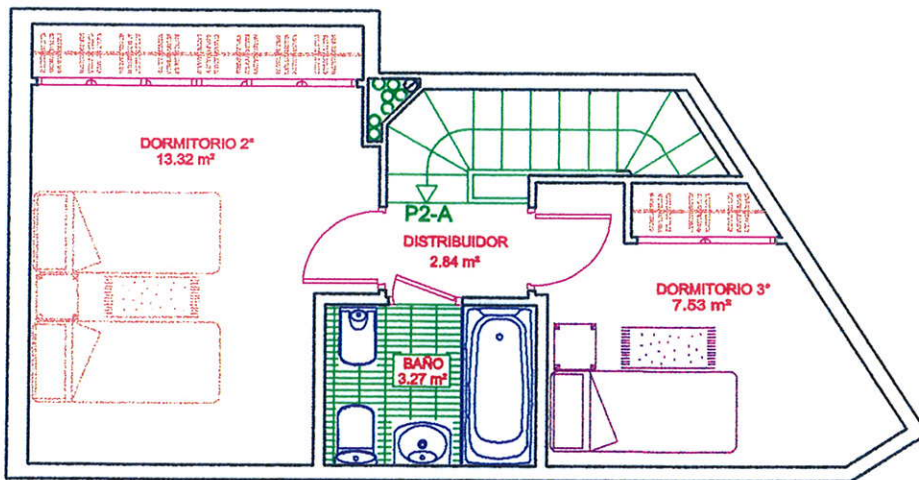 DORMITORIO 2°
13.32 m²
P2-A
DISTRIBUIDOR
2.84 m²
DORMITORIO 3°
7.53 m²
BAÑO
3.27 m²